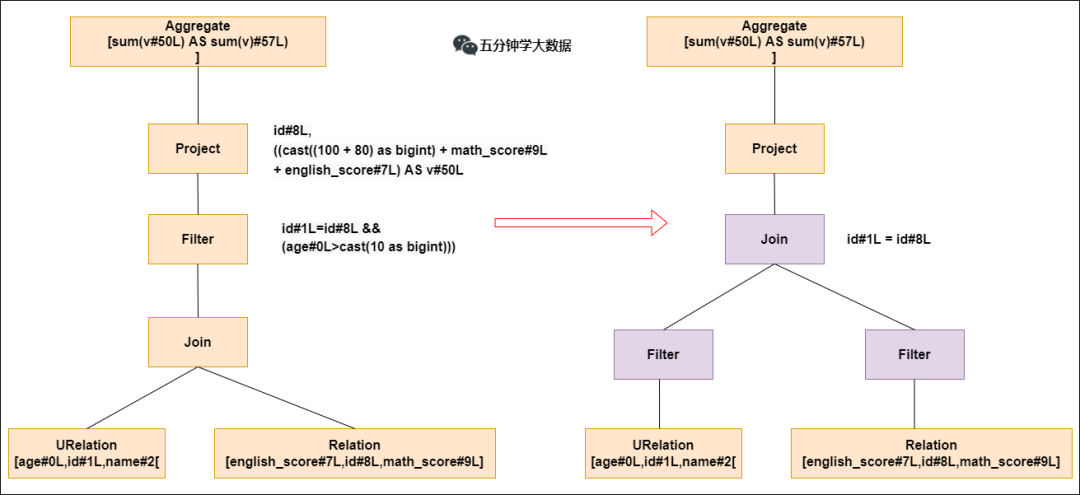 Aggregate
[sum(v#50L) AS sum(v)#57L)
]
五分钟学大数据
Aggregate
[sum(v#50L) AS sum(v)#57L)
]
Project
id#8L,
((cast((100 + 80) as bigint) + math_score#9L
+ english_score#7L) AS v#50L
Project
Filter
id#1L=id#8L &&
(age#0L>cast(10 as bigint)))
Join
id#1L = id#8L
Join
Filter
Filter
URelation
[age#0L,id#1L,name#2[
Relation
[english_score#7L,id#8L,math_score#9L]
URelation
[age#0L,id#1L,name#2[
Relation
[english_score#7L,id#8L,math_score#9L]